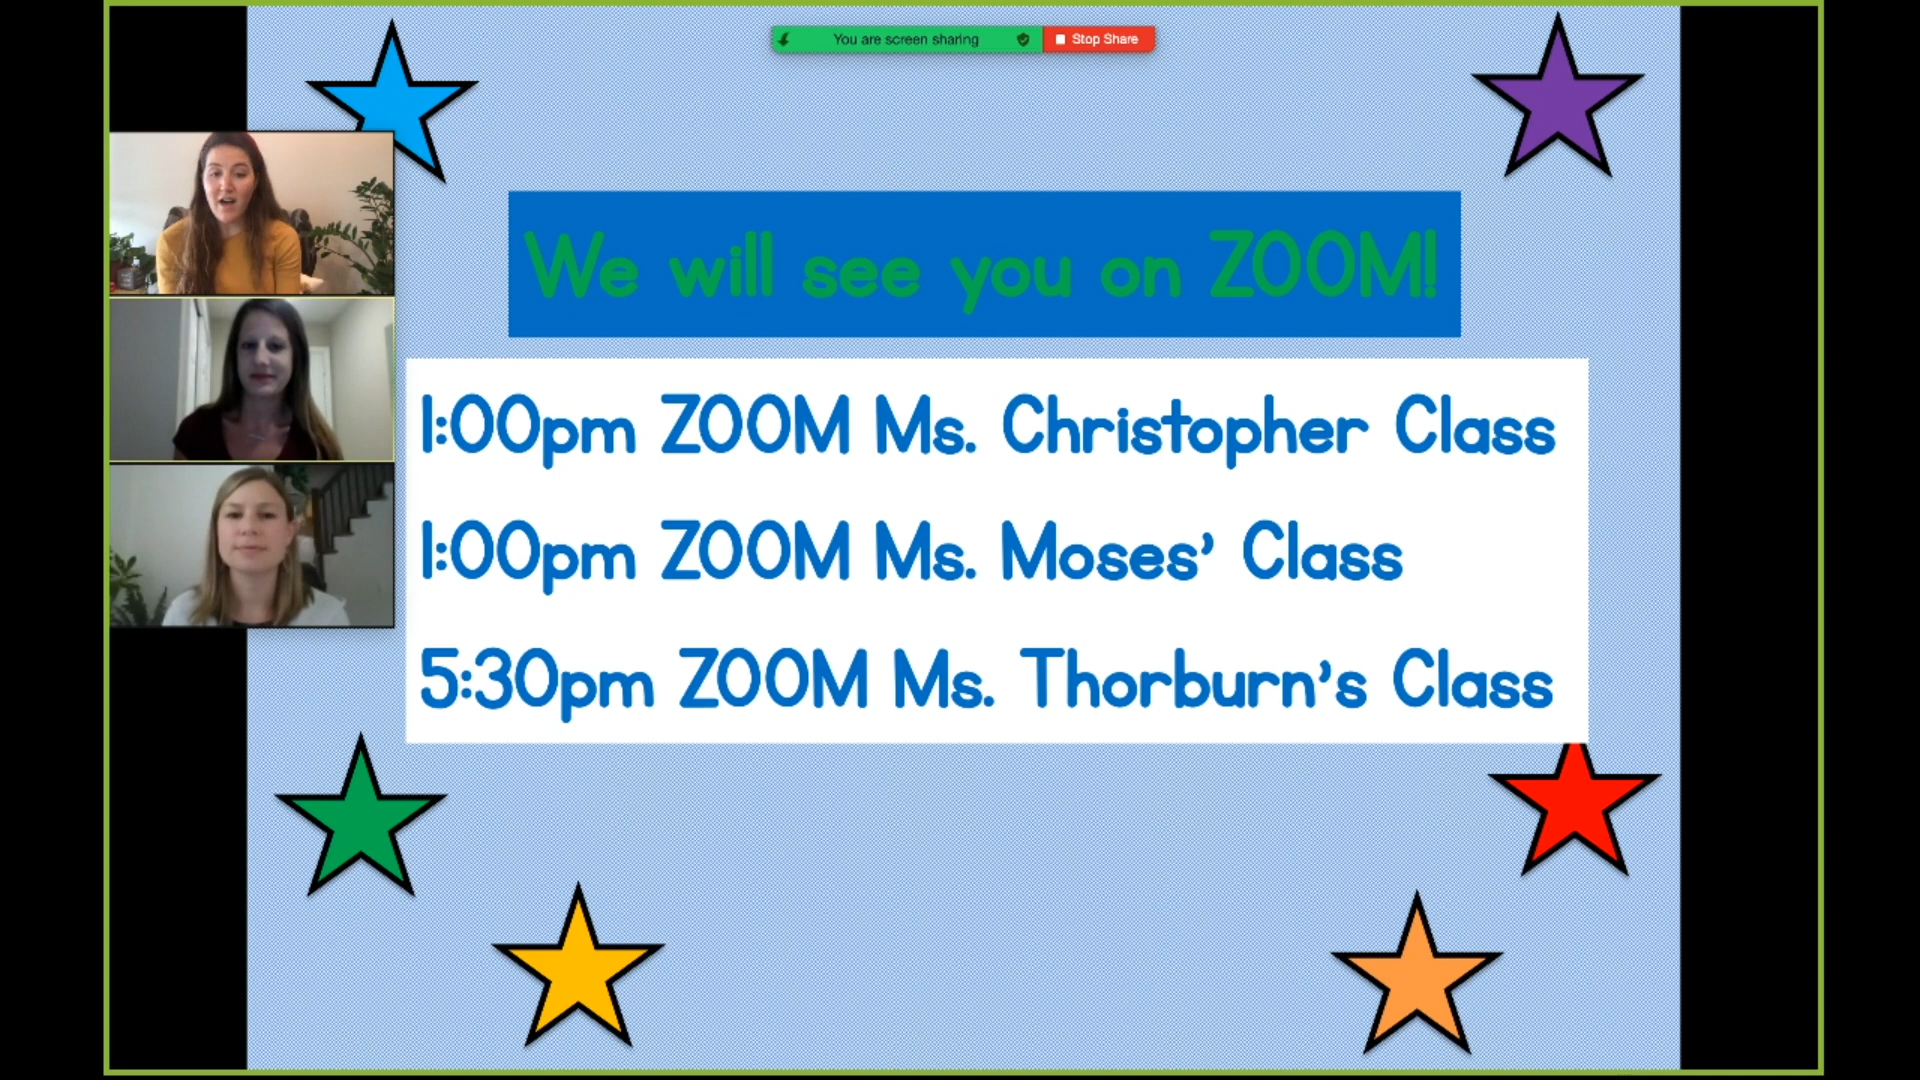 You are screen sharing Stop Share
We will see you on ZOOM!
1:00pm ZOOM Ms. Christopher Class
1:00pm ZOOM Ms. Moses’ Class
5:30pm ZOOM Ms. Thorburn’s Class